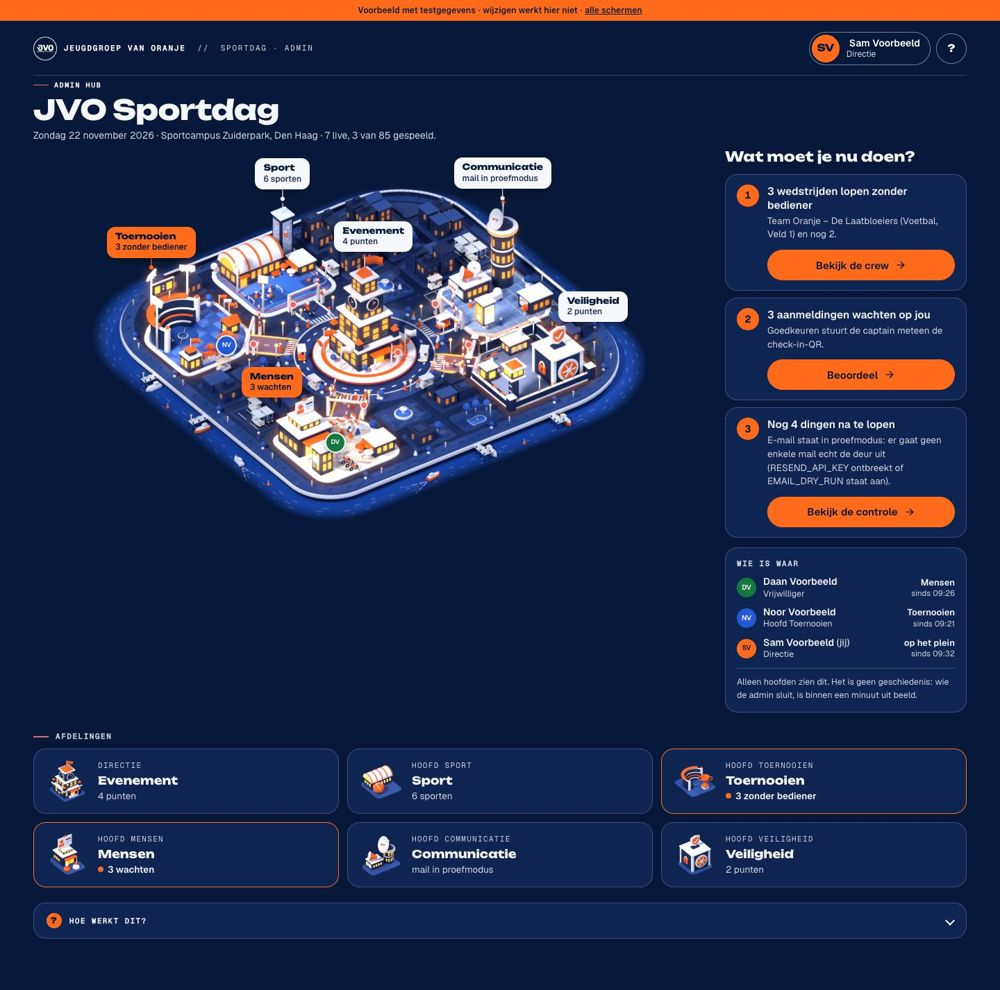 Voorbeeld met testgegevens · wijzigen werkt hier niet · alle schermen
JVO JEUGDGROEP VAN ORANJE // SPORTDAG · ADMIN
SV Sam Voorbeeld
Directie
?
ADMIN HUB
JVO Sportdag
Zondag 22 november 2026 · Sportcampus Zuiderpark, Den Haag · 7 live, 3 van 85 gespeeld.
Sport
6 sporten
Communicatie
mail in proefmodus
Toernooien
3 zonder bediener
Evenement
4 punten
Veiligheid
2 punten
NV
Mensen
3 wachten
DV
Wat moet je nu doen?
1 3 wedstrijden lopen zonder
bediener
Team Oranje – De Laatbloeiers (Voetbal,
Veld 1) en nog 2.
Bekijk de crew →
2 3 aanmeldingen wachten op jou
Goedkeuren stuurt de captain meteen de
check-in-QR.
Beoordeel →
3 Nog 4 dingen na te lopen
E-mail staat in proefmodus: er gaat geen
enkele mail echt de deur uit
(RESEND_API_KEY ontbreekt of
EMAIL_DRY_RUN staat aan).
Bekijk de controle →
WIE IS WAAR
DV Daan Voorbeeld Mensen
Vrijwilliger sinds 09:26
NV Noor Voorbeeld Toernooien
Hoofd Toernooien sinds 09:21
SV Sam Voorbeeld (jij) op het plein
Directie sinds 09:32
Alleen hoofden zien dit. Het is geen geschiedenis: wie
de admin sluit, is binnen een minuut uit beeld.
AFDELINGEN
DIRECTIE
Evenement
4 punten
HOOFD SPORT
Sport
6 sporten
HOOFD TOERNOOIEN
Toernooien
3 zonder bediener
HOOFD MENSEN
Mensen
3 wachten
HOOFD COMMUNICATIE
Communicatie
mail in proefmodus
HOOFD VEILIGHEID
Veiligheid
2 punten
? HOE WERKT DIT?